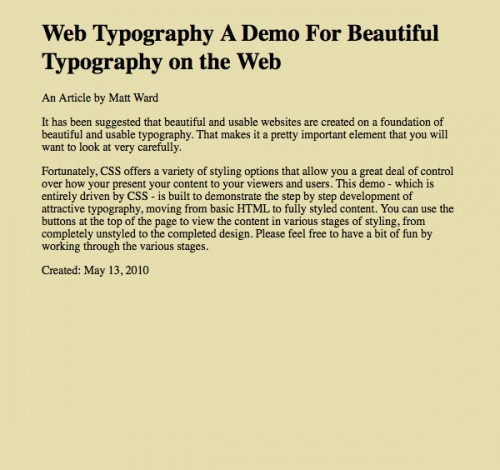 Web Typography A Demo For Beautiful
Typography on the Web
An Article by Matt Ward
It has been suggested that beautiful and usable websites are created on a foundation of
beautiful and usable typography. That makes it a pretty important element that you will
want to look at very carefully.
Fortunately, CSS offers a variety of styling options that allow you a great deal of control
over how your present your content to your viewers and users. This demo - which is
entirely driven by CSS - is built to demonstrate the step by step development of
attractive typography, moving from basic HTML to fully styled content. You can use the
buttons at the top of the page to view the content in various stages of styling, from
completely unstyled to the completed design. Please feel free to have a bit of fun by
working through the various stages.
Created: May 13, 2010